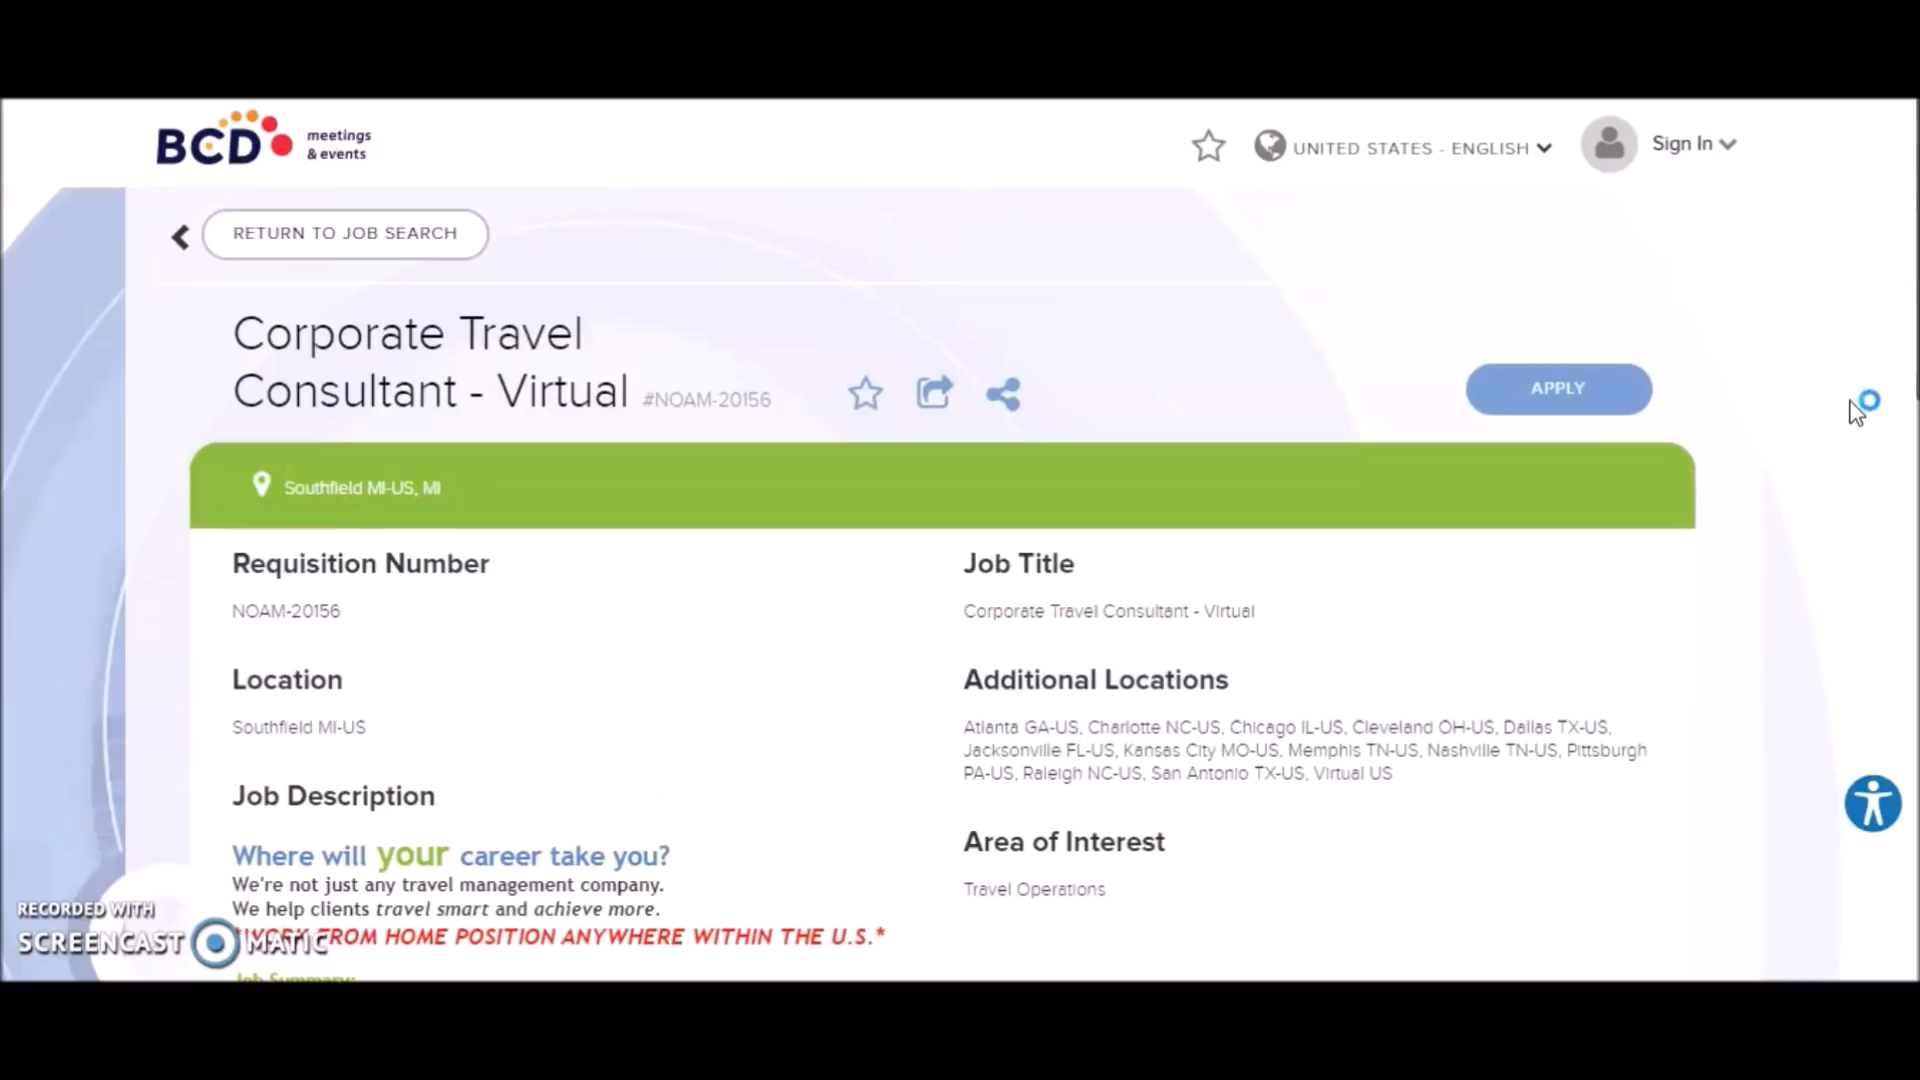 BCD meetings
& events
UNITED STATES - ENGLISH
Sign In
RETURN TO JOB SEARCH
Corporate Travel
Consultant - Virtual #NOAM-20156
APPLY
Southfield MI-US, MI
Requisition Number
NOAM-20156
Job Title
Corporate Travel Consultant - Virtual
Location
Southfield MI-US
Additional Locations
Atlanta GA-US, Charlotte NC-US, Chicago IL-US, Cleveland OH-US, Dallas TX-US,
Jacksonville FL-US, Kansas City MO-US, Memphis TN-US, Nashville TN-US, Pittsburgh
PA-US, Raleigh NC-US, San Antonio TX-US, Virtual US
Job Description
Where will your career take you?
We're not just any travel management company.
We help clients travel smart and achieve more.
FROM HOME POSITION ANYWHERE WITHIN THE U.S.*
Job Summary:
Area of Interest
Travel Operations
RECORDED WITH
SCREENCAST MATIC